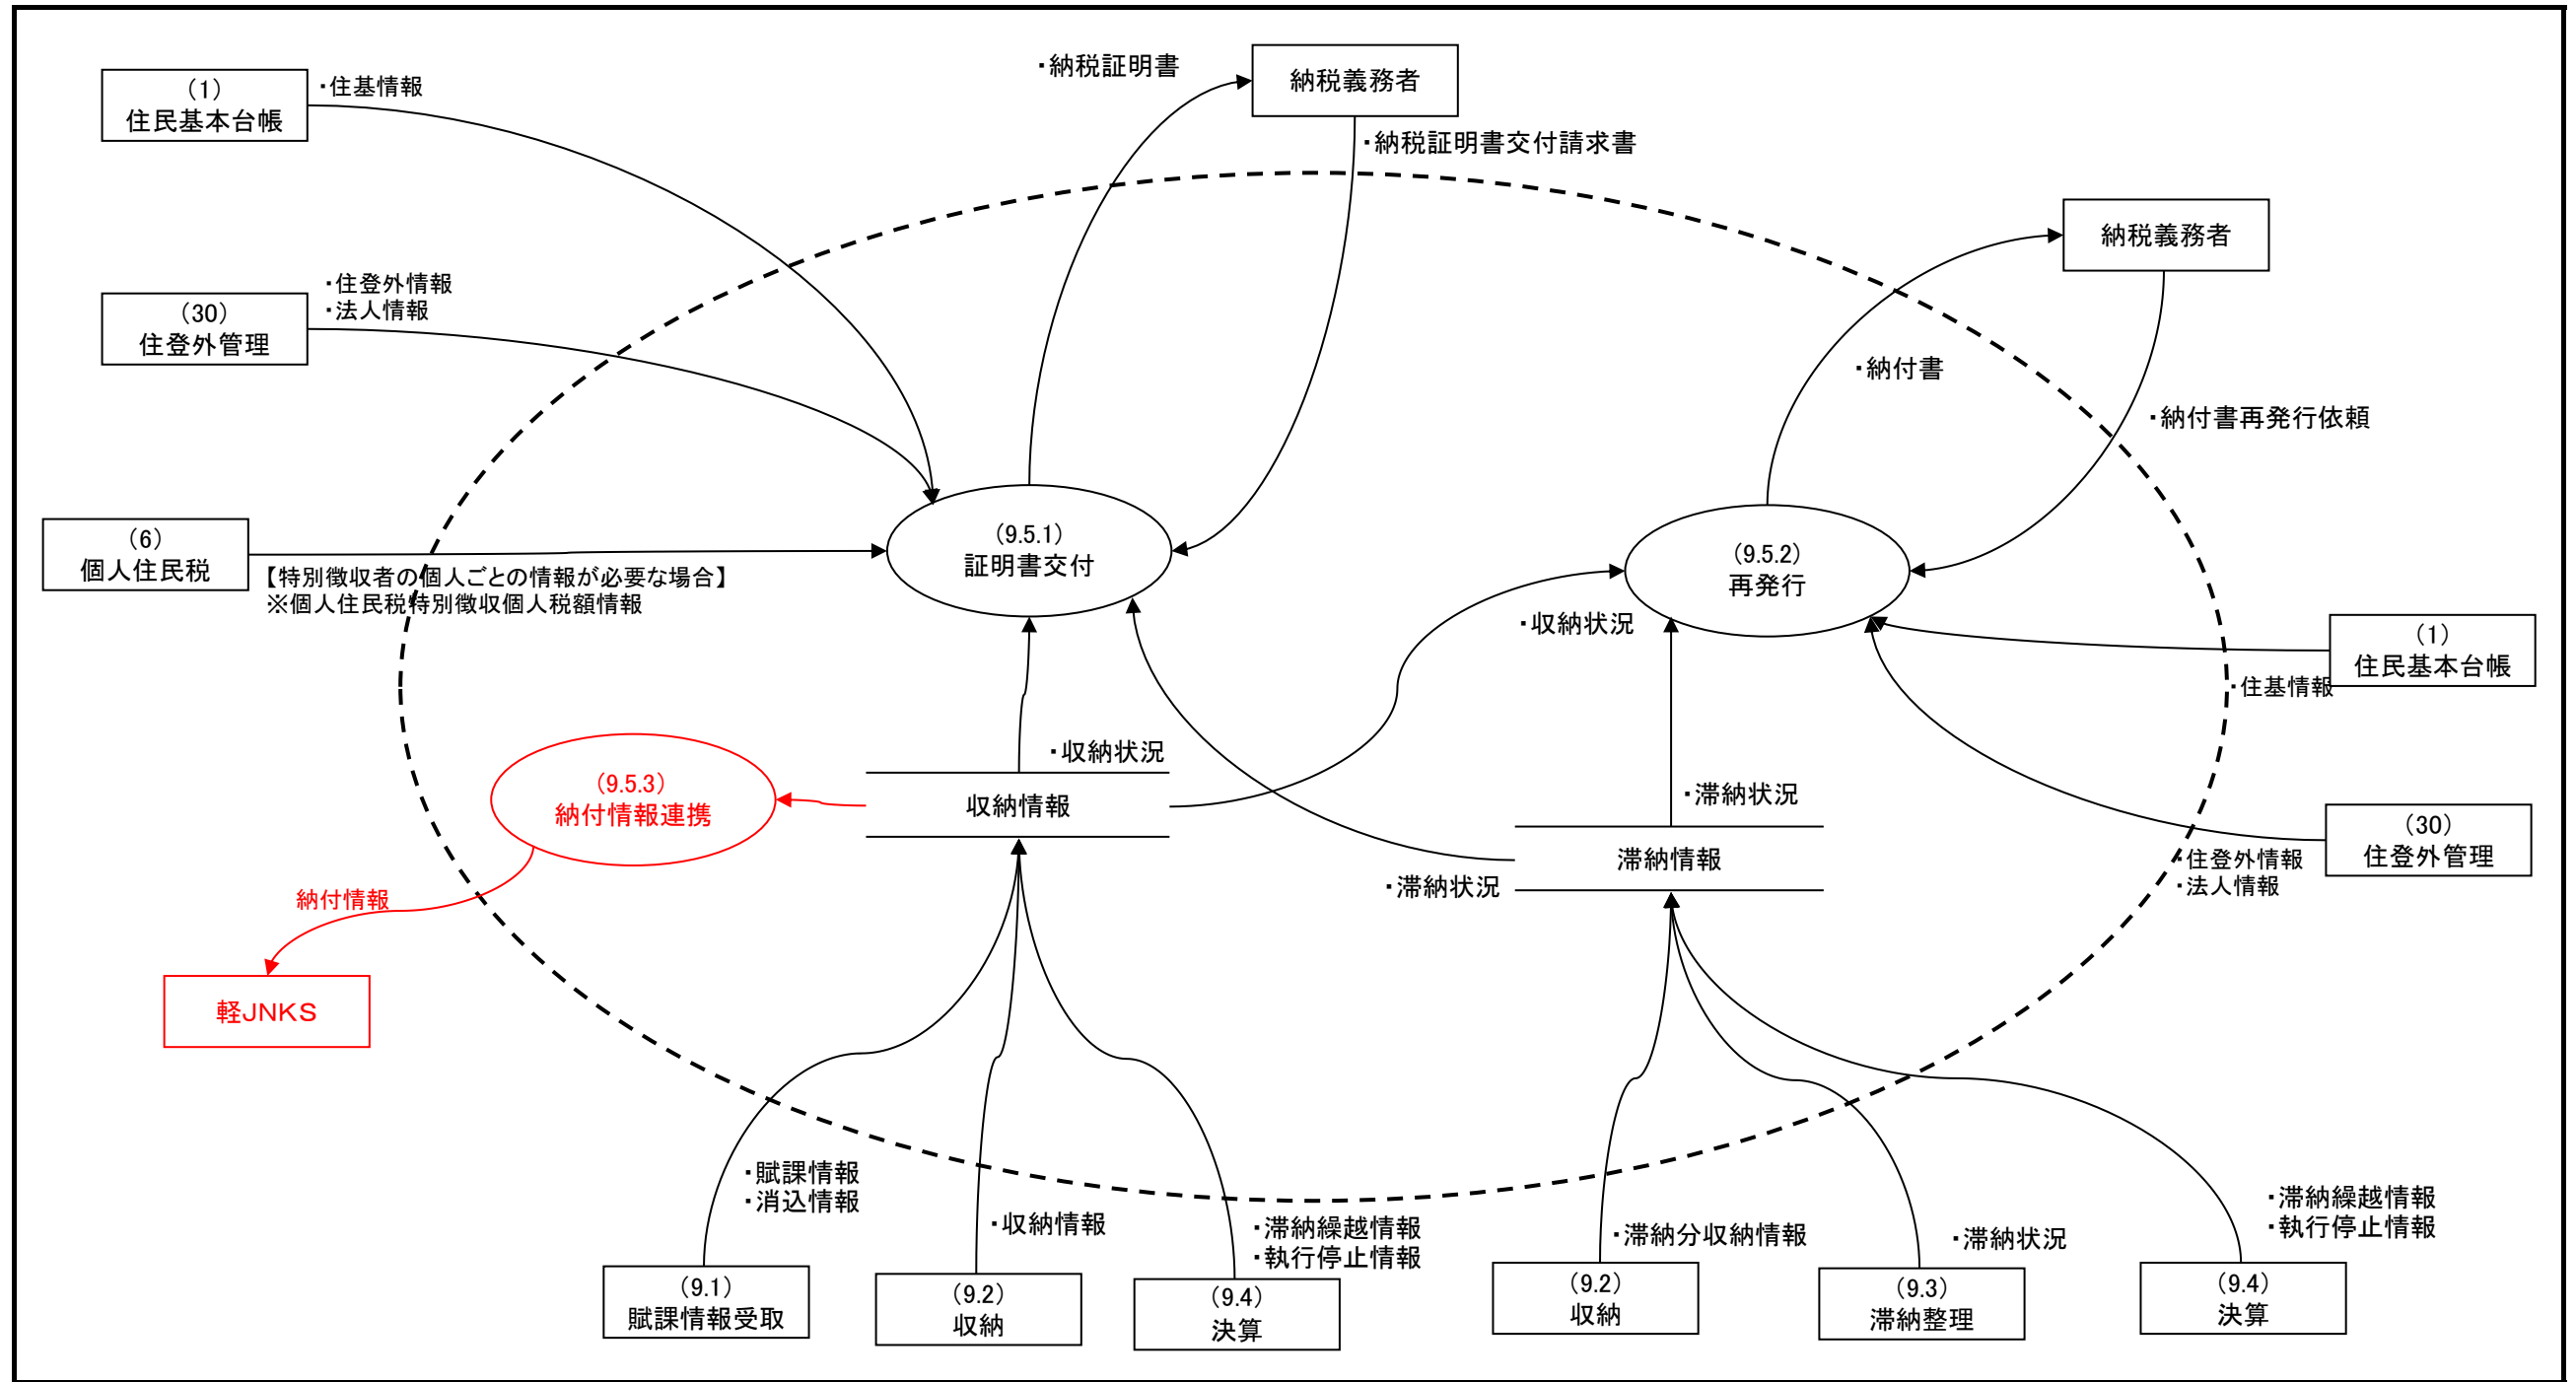 ・納税証明書
納税義務者
（1）
住民基本台帳
・住基情報
・納税証明書交付請求書
納税義務者
（30）
住登外管理
・住登外情報
・法人情報
・納付書
・納付書再発行依頼
（6）
個人住民税
【特別徴収者の個人ごとの情報が必要な場合】
※個人住民税特別徴収個人税額情報
（9.5.1）
証明書交付
（9.5.2）
再発行
・収納状況
（1）
住民基本台帳
・住基情報
（9.5.3）
納付情報連携
・収納状況
収納情報
・滞納状況
滞納情報
・滞納状況
（30）
住登外管理
・住登外情報
・法人情報
納付情報
軽JNKS
・賦課情報
・消込情報
・収納情報
・滞納繰越情報
・執行停止情報
・滞納分収納情報
・滞納状況
・滞納繰越情報
・執行停止情報
（9.1）
賦課情報受取
（9.2）
収納
（9.4）
決算
（9.2）
収納
（9.3）
滞納整理
（9.4）
決算